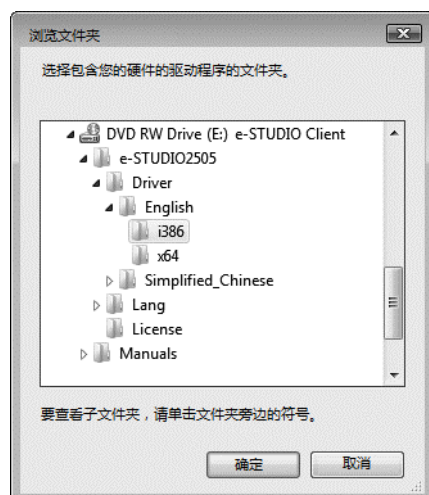 浏览文件夹
选择包含您的硬件的驱动程序的文件夹。
DVD RW Drive (E:) e-STUDIO Client
e-STUDIO2505
Driver
English
i386
x64
Simplified_Chinese
Lang
License
Manuals
要查看子文件夹，请单击文件夹旁边的符号。
确定
取消